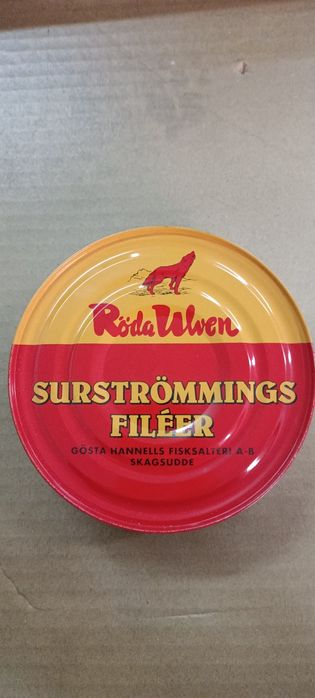 Röda Ulven
SURSTRÖMMINGS
FILÉER
GÖSTA HANNELLS FISKSALTERI A-B
SKAGSUDDE